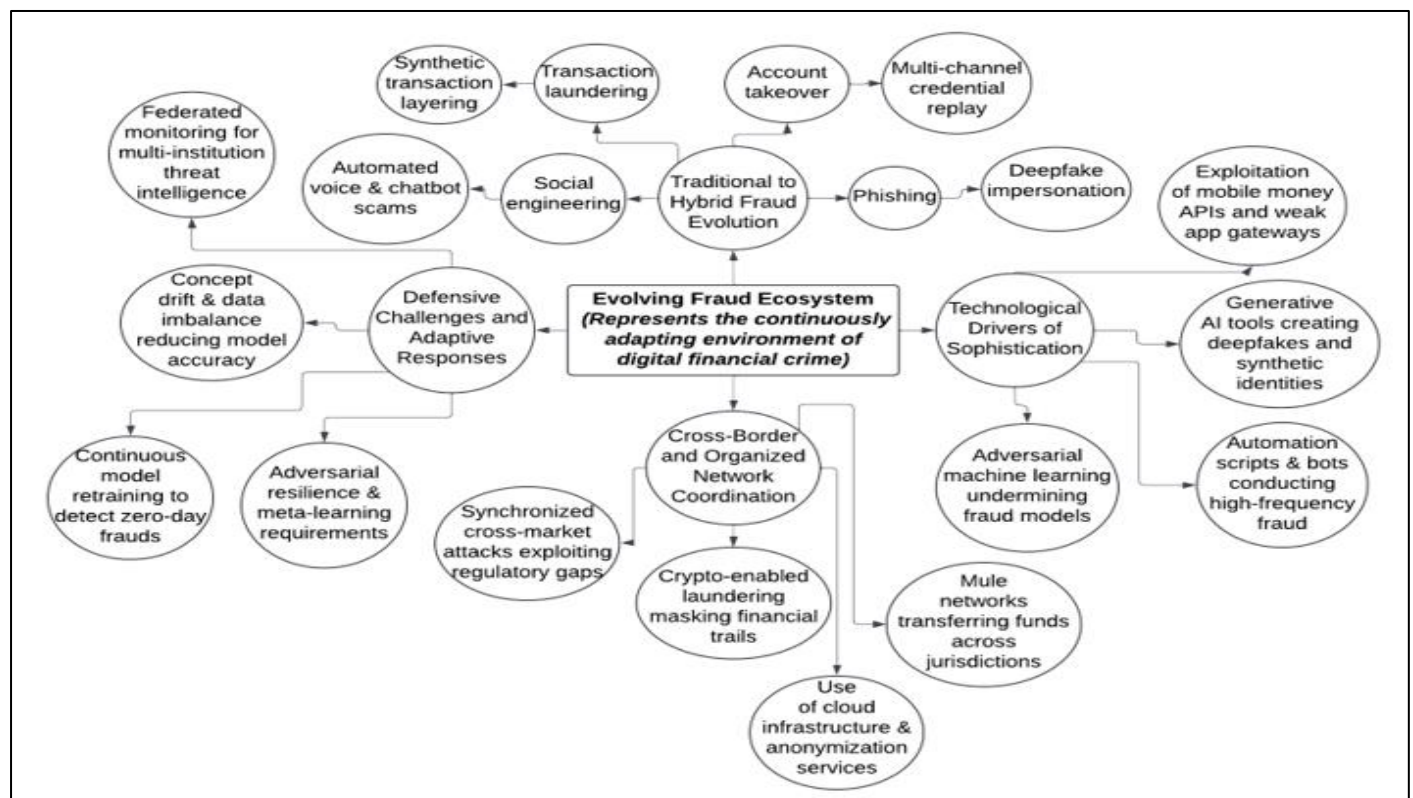 Synthetic
transaction
layering
Transaction
laundering
Account
takeover
Multi-channel
credential
replay
Federated
monitoring for
multi-institution
threat
intelligence
Automated
voice & chatbot
scams
Social
engineering
Traditional to
Hybrid Fraud
Evolution
Phishing
Deepfake
impersonation
Exploitation
of mobile money
APIs and weak
app gateways
Concept
drift & data
imbalance
reducing model
accuracy
Defensive
Challenges and
Adaptive
Responses
Evolving Fraud Ecosystem
(Represents the continuously
adapting environment of
digital financial crime)
Technological
Drivers of
Sophistication
Generative
AI tools creating
deepfakes and
synthetic
identities
Continuous
model
retraining to
detect zero-day
frauds
Adversarial
resilience &
meta-learning
requirements
Cross-Border
and Organized
Network
Coordination
Adversarial
machine learning
undermining
fraud models
Automation
scripts & bots
conducting
high-frequency
fraud
Synchronized
cross-market
attacks exploiting
regulatory gaps
Crypto-enabled
laundering
masking financial
trails
Mule
networks
transferring funds
across
jurisdictions
Use
of cloud
infrastructure &
anonymization
services